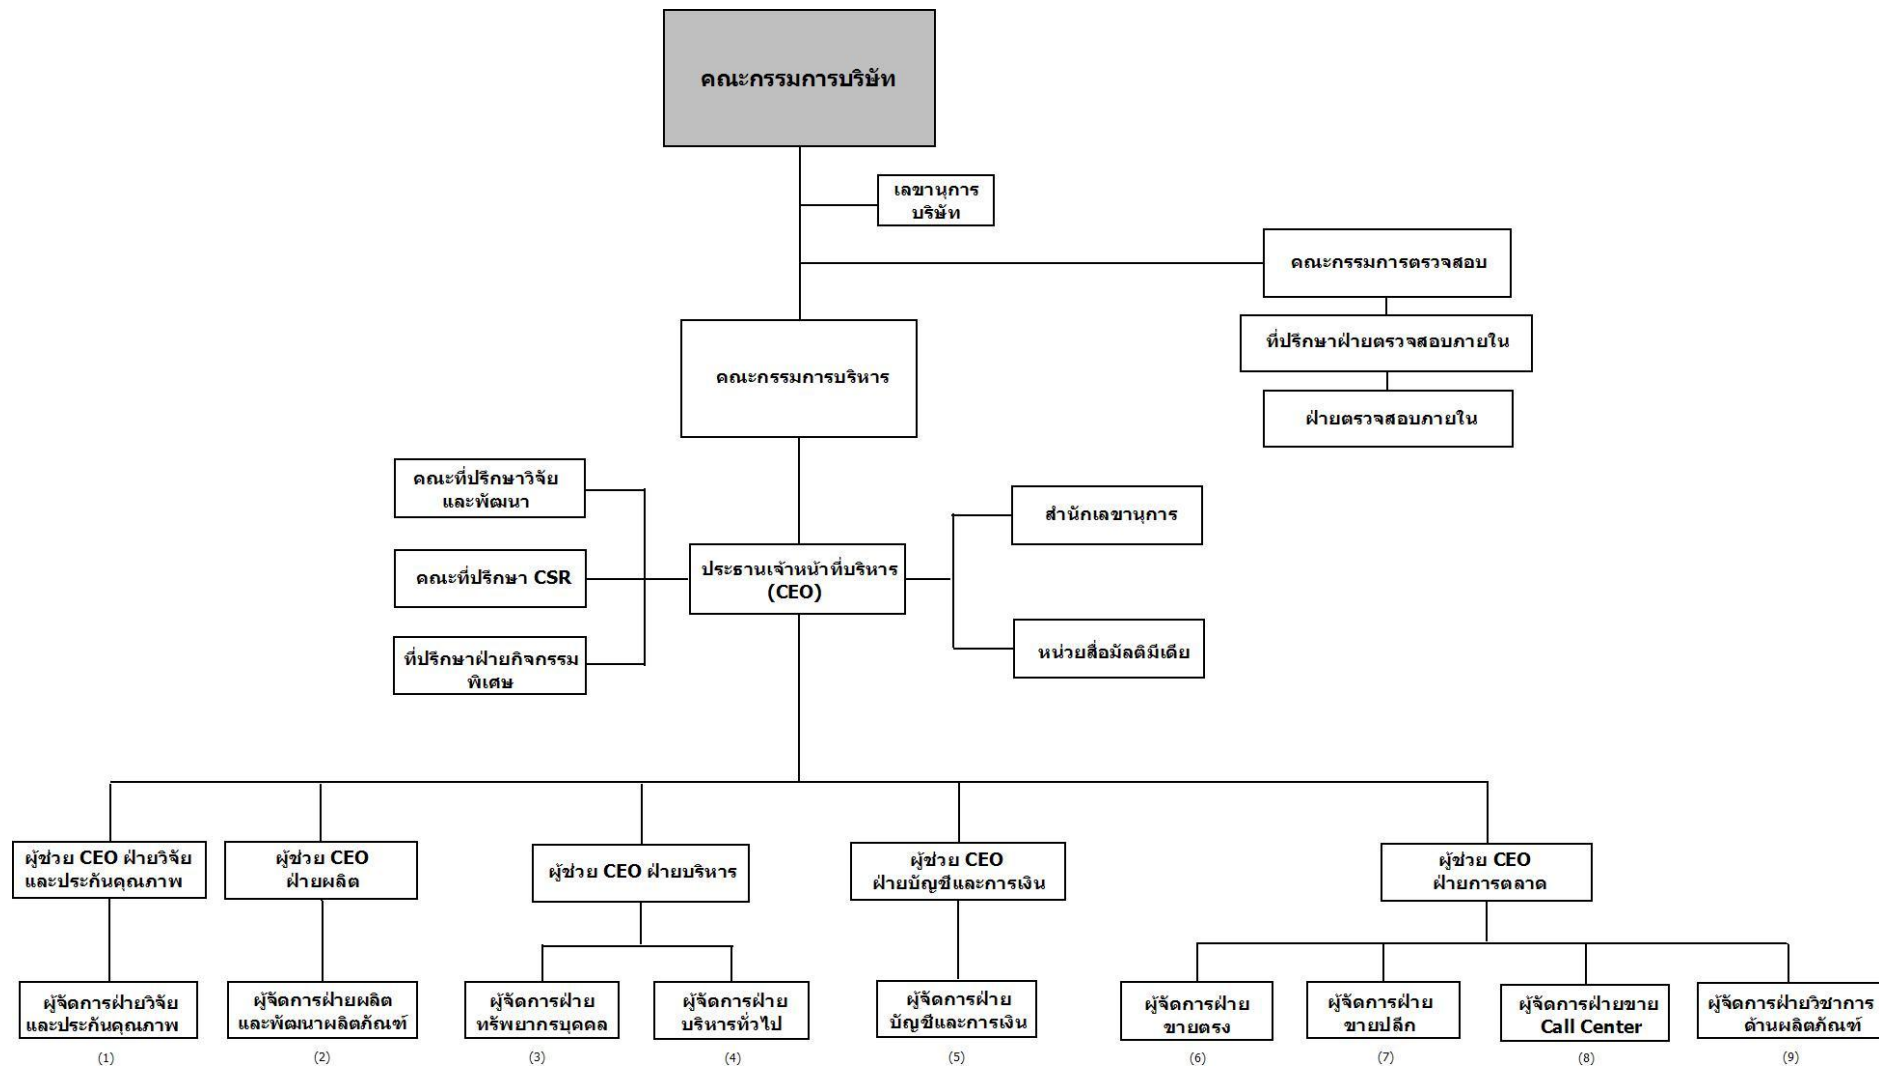 คณะกรรมการบริษัท
เลขานุการ
บริษัท
คณะกรรมการตรวจสอบ
ที่ปรึกษาฝ่ายตรวจสอบภายใน
คณะกรรมการบริหาร
ฝ่ายตรวจสอบภายใน
คณะที่ปรึกษาวิจัย
และพัฒนา
สำนักเลขานุการ
คณะที่ปรึกษา CSR
ประธานเจ้าหน้าที่บริหาร
(CEO)
ที่ปรึกษาฝ่ายกิจกรรม
พิเศษ
หน่วยสื่อมัลติมีเดีย
ผู้ช่วย CEO ฝ่ายวิจัย
และประกันคุณภาพ
ผู้ช่วย CEO
ฝ่ายผลิต
ผู้ช่วย CEO ฝ่ายบริหาร
ผู้ช่วย CEO
ฝ่ายบัญชีและการเงิน
ผู้ช่วย CEO
ฝ่ายการตลาด
ผู้จัดการฝ่ายวิจัย
และประกันคุณภาพ
(1)
ผู้จัดการฝ่ายผลิต
และพัฒนาผลิตภัณฑ์
(2)
ผู้จัดการฝ่าย
ทรัพยากรบุคคล
(3)
ผู้จัดการฝ่าย
บริหารทั่วไป
(4)
ผู้จัดการฝ่าย
บัญชีและการเงิน
(5)
ผู้จัดการฝ่าย
ขายตรง
(6)
ผู้จัดการฝ่าย
ขายปลีก
(7)
ผู้จัดการฝ่ายขาย
Call Center
(8)
ผู้จัดการฝ่ายวิชาการ
ด้านผลิตภัณฑ์
(9)